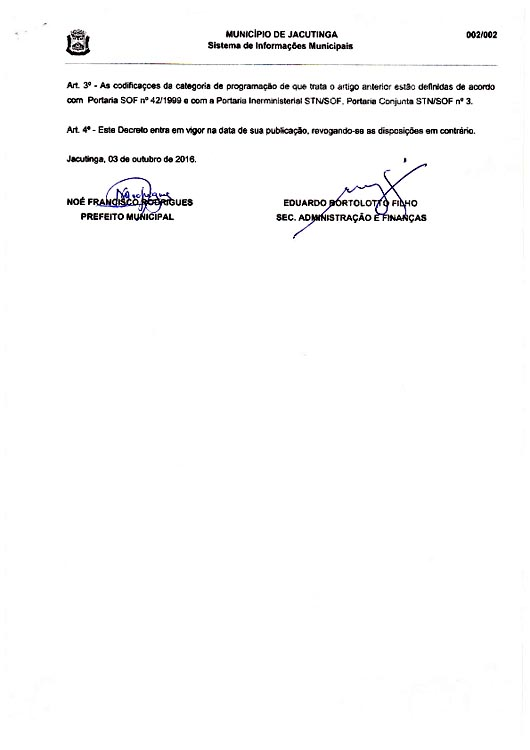 MUNICÍPIO DE JACUTINGA
Sistema de Informações Municipais
002/002
Art. 3º - As codificaçoes da categoria de programação de que trata o artigo anterior estão definidas de acordo
com Portaria SOF nº 42/1999 e com a Portaria Inerministerial STN/SOF, Portaria Conjunta STN/SOF nº 3.
Art. 4º - Este Decreto entra em vigor na data de sua publicação, revogando-se as disposições em contrário.
Jacutinga, 03 de outubro de 2016.
NOÉ FRANCISCO RODRIGUES
PREFEITO MUNICIPAL
EDUARDO BORTOLOTTO FILHO
SEC. ADMINISTRAÇÃO E FINANÇAS